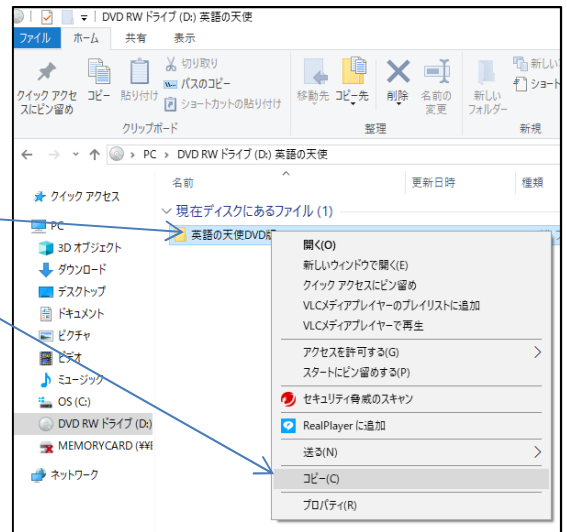 DVD RW ドライブ (D:) 英語の天使
ファイル ホーム 共有 表示
クイック アクセスにピン留め
コピー
貼り付け
切り取り
パスのコピー
ショートカットの貼り付け
クリップボード
移動先
コピー先
削除
名前の変更
整理
新しいフォルダー
新しい
ショート
新規
PC › DVD RW ドライブ (D:) 英語の天使
名前 更新日時 種類
クイック アクセス
PC
3D オブジェクト
ダウンロード
デスクトップ
ドキュメント
ピクチャ
ビデオ
ミュージック
OS (C:)
DVD RW ドライブ (D:)
MEMORYCARD (¥¥
ネットワーク
現在ディスクにあるファイル (1)
英語の天使DVD版
開く(O)
新しいウィンドウで開く(E)
クイック アクセスにピン留め
VLCメディアプレイヤーのプレイリストに追加
VLCメディアプレイヤーで再生
アクセスを許可する(G)
スタートにピン留めする(P)
セキュリティ脅威のスキャン
RealPlayer に追加
送る(N)
コピー(C)
プロパティ(R)